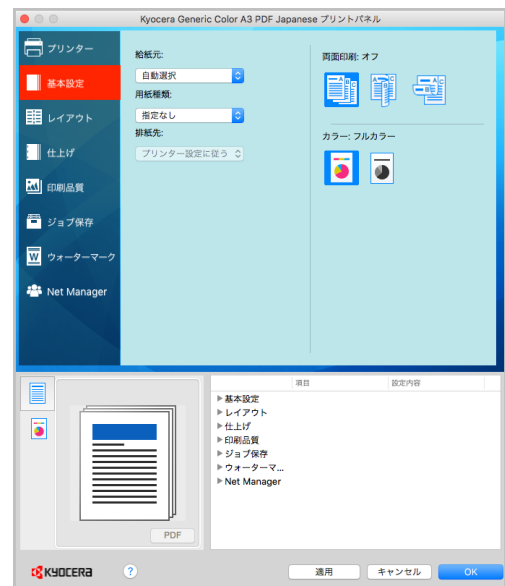 Kyocera Generic Color A3 PDF Japanese プリントパネル
プリンター
基本設定
レイアウト
仕上げ
印刷品質
ジョブ保存
ウォーターマーク
Net Manager
給紙元:
自動選択
用紙種類:
指定なし
排紙先:
プリンター設定に従う
両面印刷: オフ
カラー: フルカラー
項目
設定内容
基本設定
レイアウト
仕上げ
印刷品質
ジョブ保存
ウォーターマ...
Net Manager
PDF
KYOCERA
?
適用
キャンセル
OK